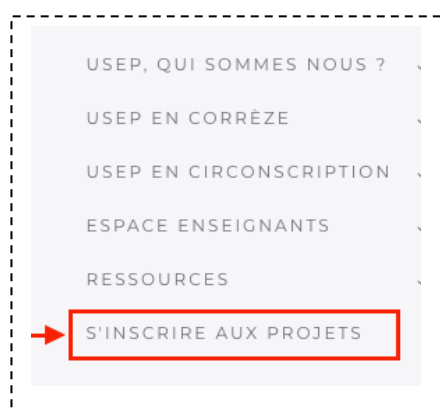 USEP, QUI SOMMES NOUS ?
USEP EN CORRÈZE
USEP EN CIRCONSCRIPTION
ESPACE ENSEIGNANTS
RESSOURCES
S'INSCRIRE AUX PROJETS